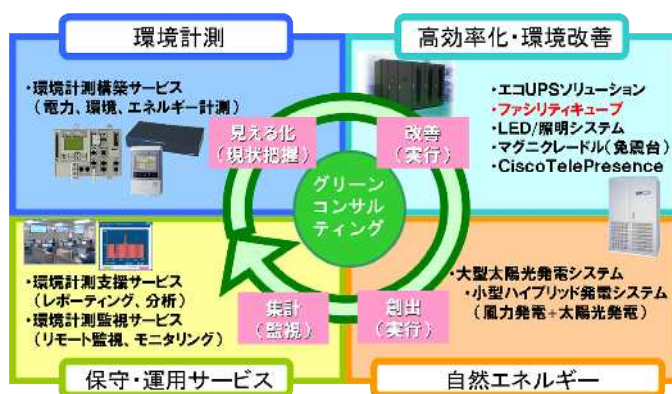 環境計測
・環境計測構築サービス
(電力、環境、エネルギー計測)
高効率化・環境改善
・エコUPSソリューション
・ファシリティキューブ
・LED/照明システム
・マグニクレードル(免震台)
・CiscoTelePresence
見える化
(現状把握)
改善
(実行)
グリーン
コンサル
ティング
集計
(監視)
創出
(実行)
・環境計測支援サービス
(レポーティング、分析)
・環境計測監視サービス
(リモート監視、モニタリング)
保守・運用サービス
・大型太陽光発電システム
・小型ハイブリッド発電システム
(風力発電+太陽光発電)
自然エネルギー